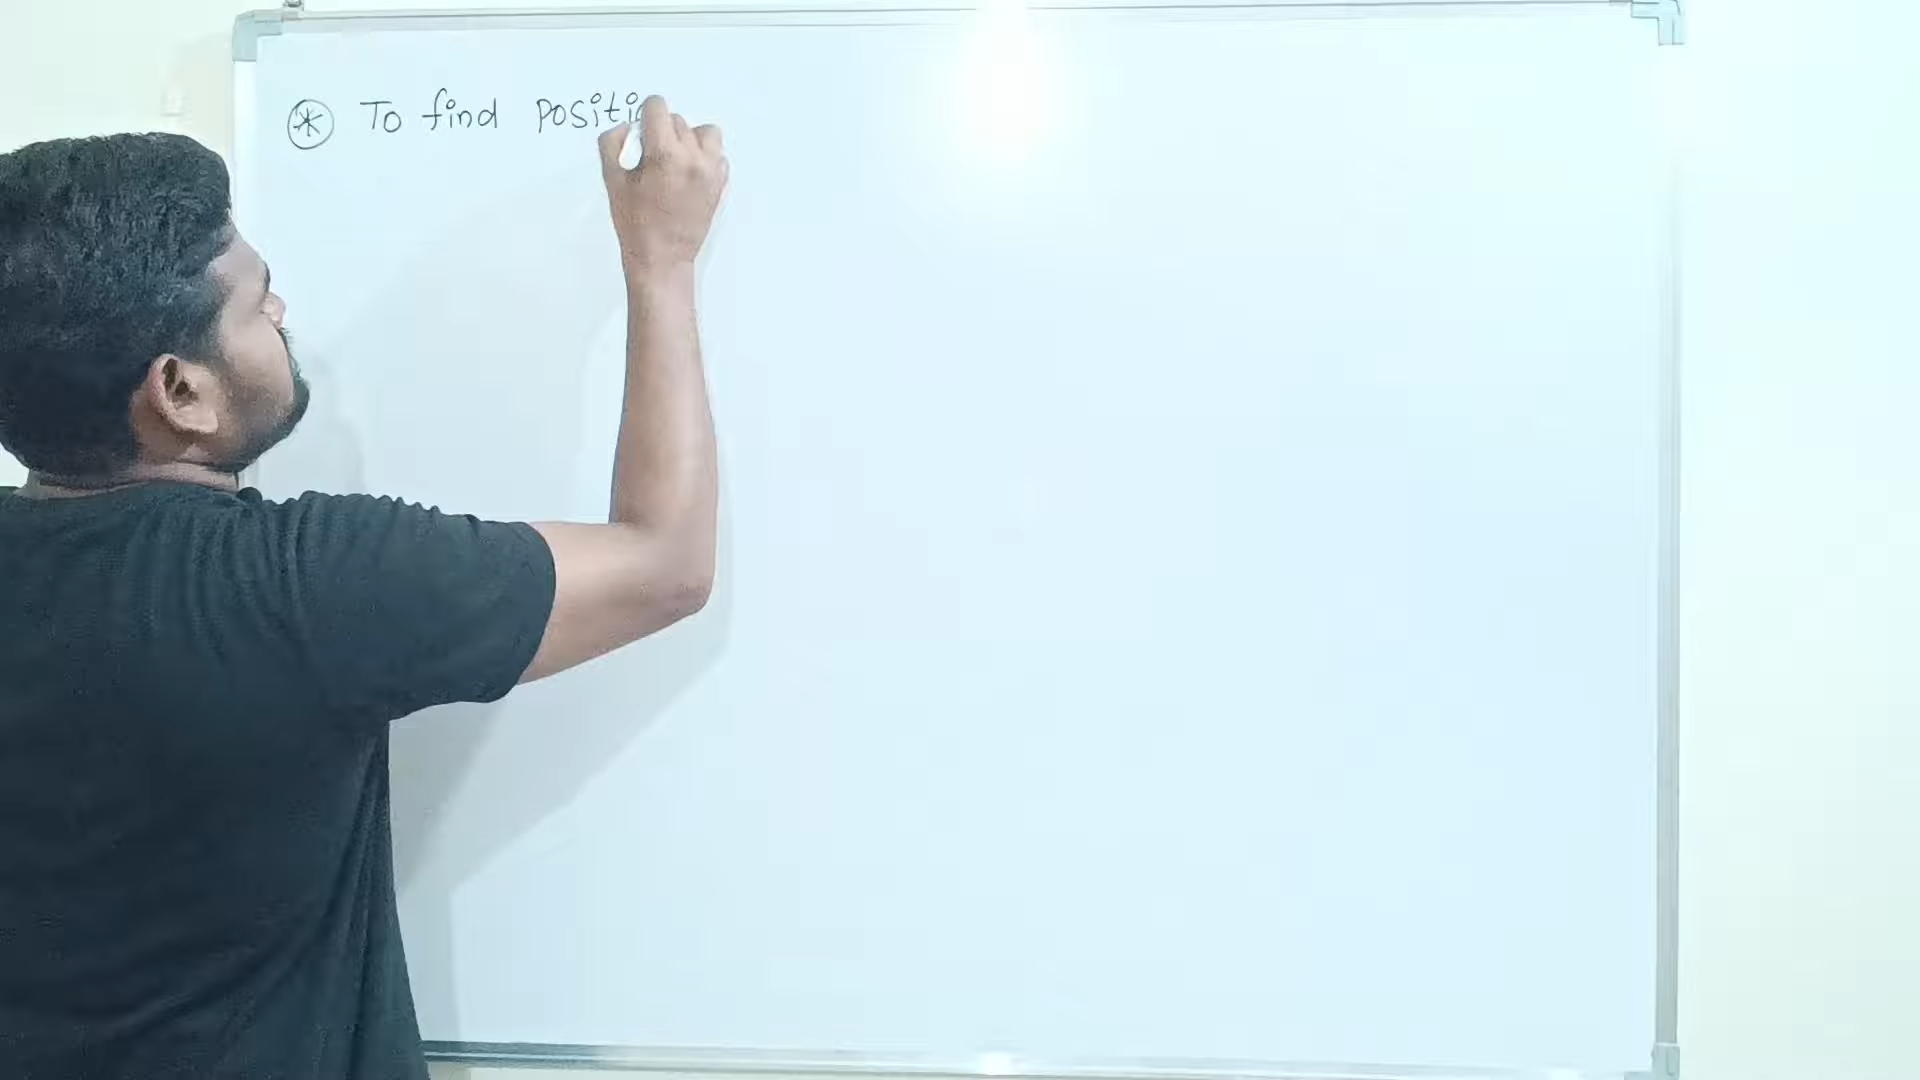 ⊛ To find positi